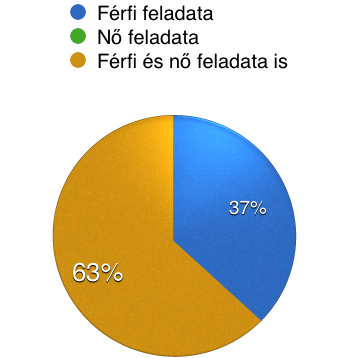 Férfi feladata
Nő feladata
Férfi és nő feladata is
37%
63%